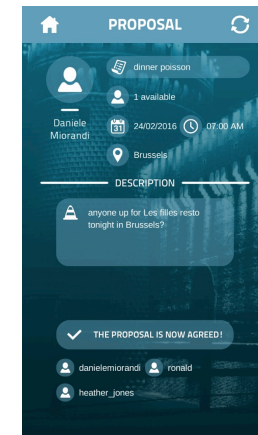 PROPOSAL
dinner poisson
1 available
Daniele
Miorandi
31
24/02/2016
07:00 AM
Brussels
DESCRIPTION
anyone up for Les filles resto
tonight in Brussels?
THE PROPOSAL IS NOW AGREED!
danielemiorandi
ronald
heather_jones